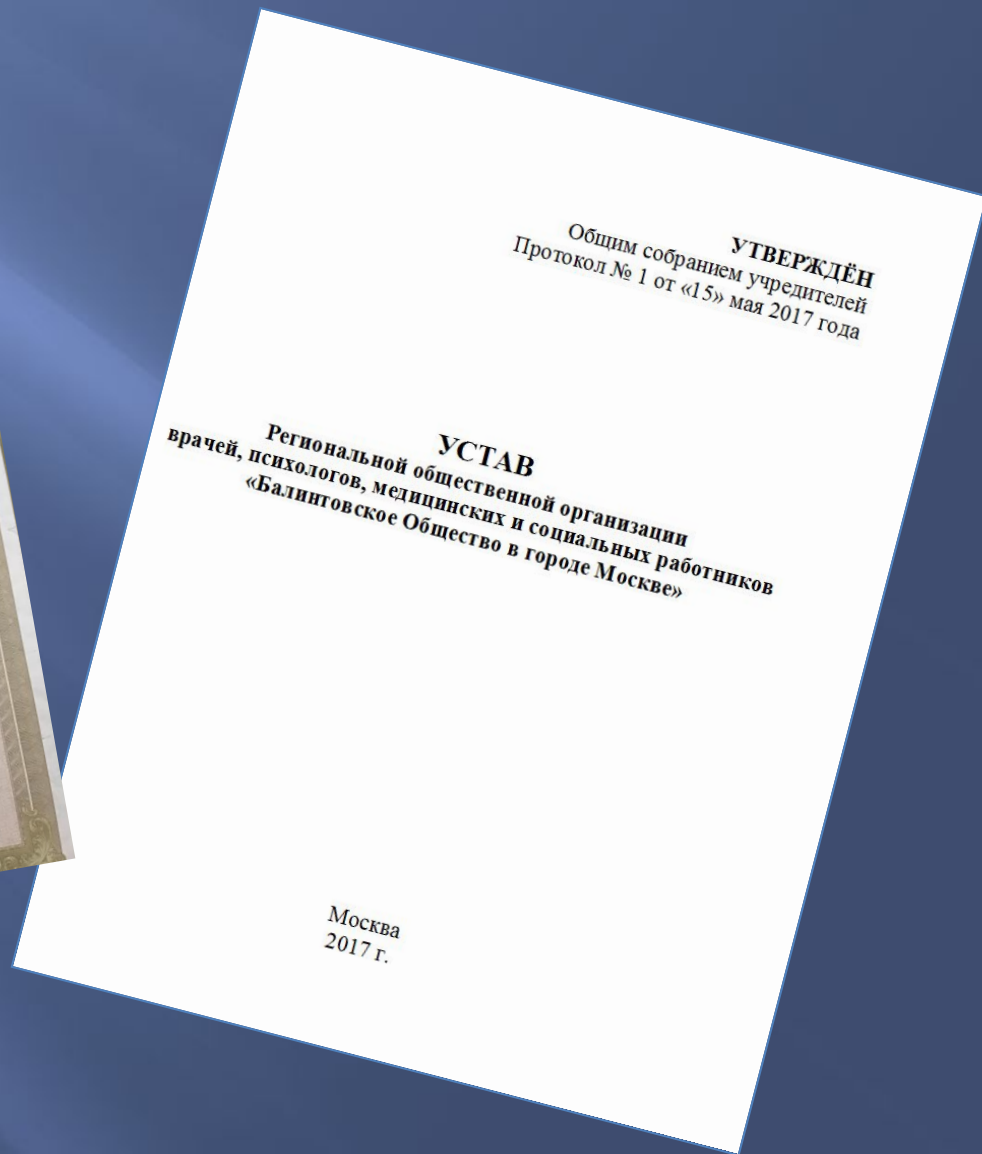 УТВЕРЖДЁН
Общим собранием учредителей
Протокол № 1 от «15» мая 2017 года
УСТАВ
Региональной общественной организации
врачей, психологов, медицинских и социальных работников
«Балинтовское Общество в городе Москве»
Москва
2017 г.